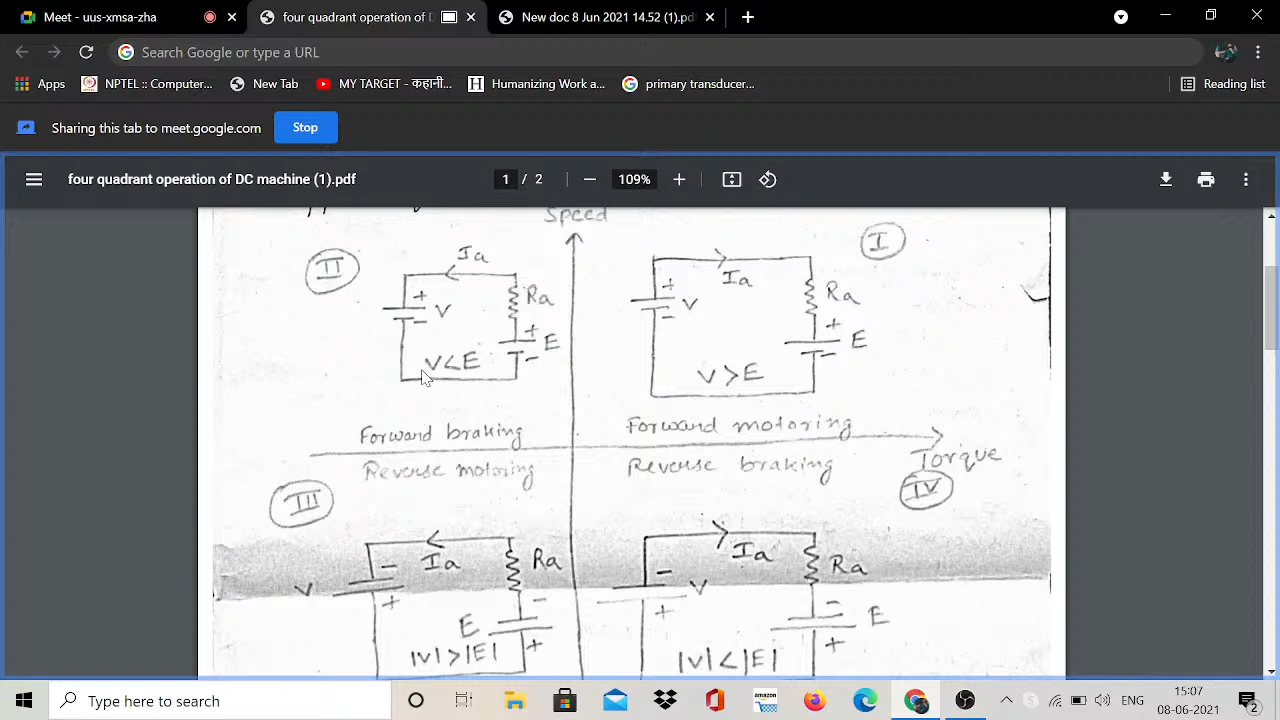 Meet - uus-xmss-zha
four quadrant operation of D
New doc 8 Jun 2021 14.52 (1).pd
Search Google or type a URL
Apps
NPTEL :: Computer...
New Tab
MY TARGET - क्लृप्ती...
Humanizing Work a...
primary transducer...
Reading list
Sharing this tab to meet.google.com
Stop
four quadrant operation of DC machine (1).pdf
1 / 2
109%
Speed
II
Ia
+
V
-
Ra
+
E
-
V<E
Forward braking
I
Ia
+
V
-
Ra
+
E
-
V>E
Forward motoring
Torque
Reverse motoring
III
Ia
V
-
+
Ra
-
E
+
|V|>|E|
Reverse braking
IV
Ia
-
V
+
Ra
-
E
+
|V|<|E|
Type here to search
amazon
ENG
15:07
08-06-2021
2